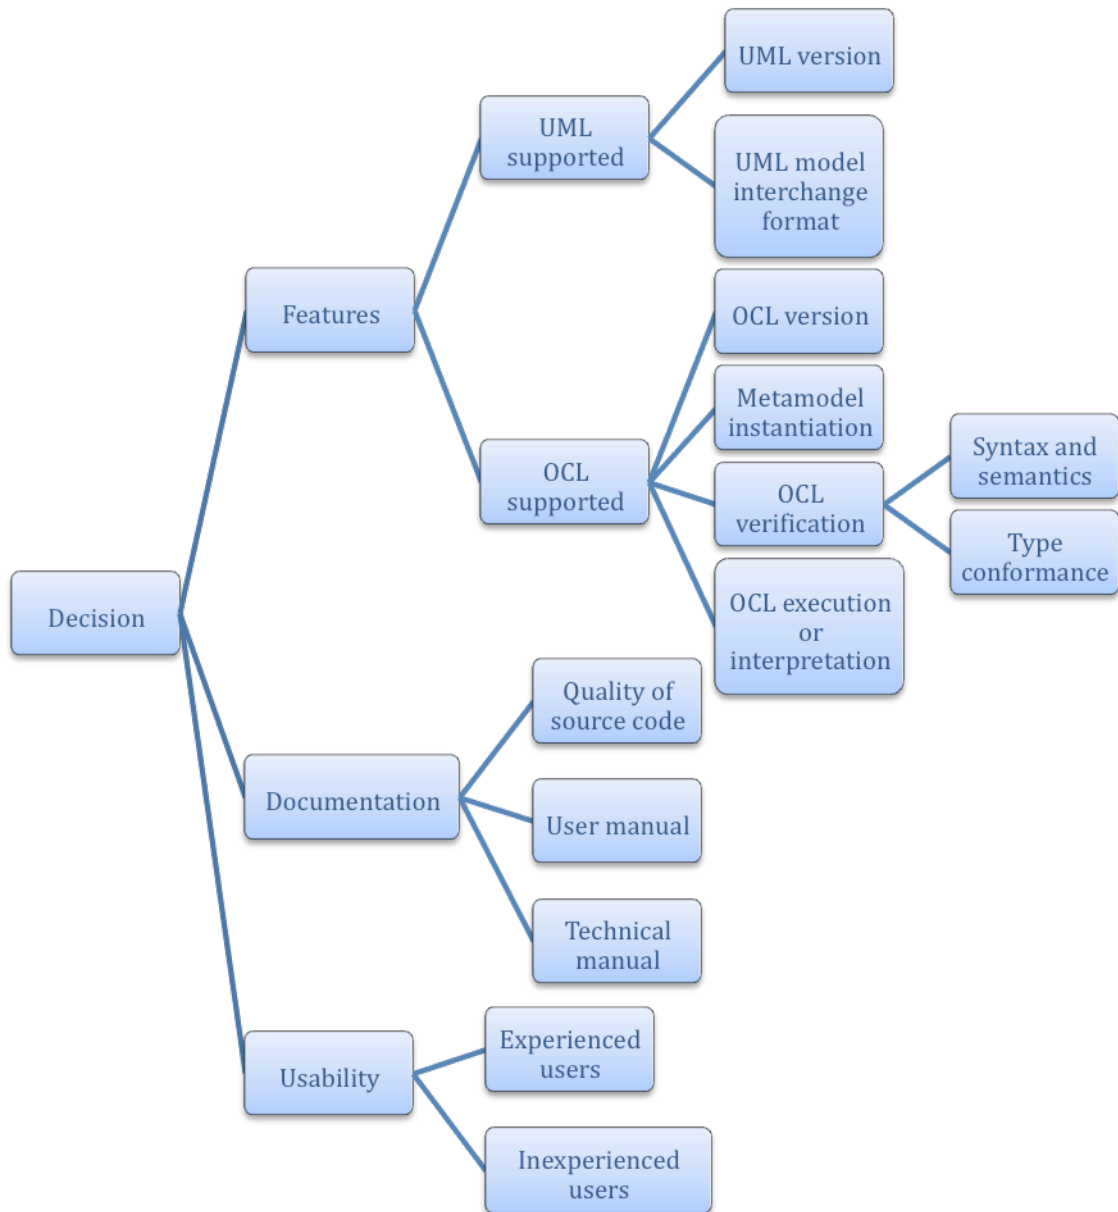 UML version
UML
supported
UML model
interchange
format
Features
OCL version
Metamodel
instantiation
OCL
supported
Syntax and
semantics
OCL
verification
Type
conformance
Decision
OCL execution
or
interpretation
Quality of
source code
Documentation
User manual
Technical
manual
Experienced
users
Usability
Inexperienced
users